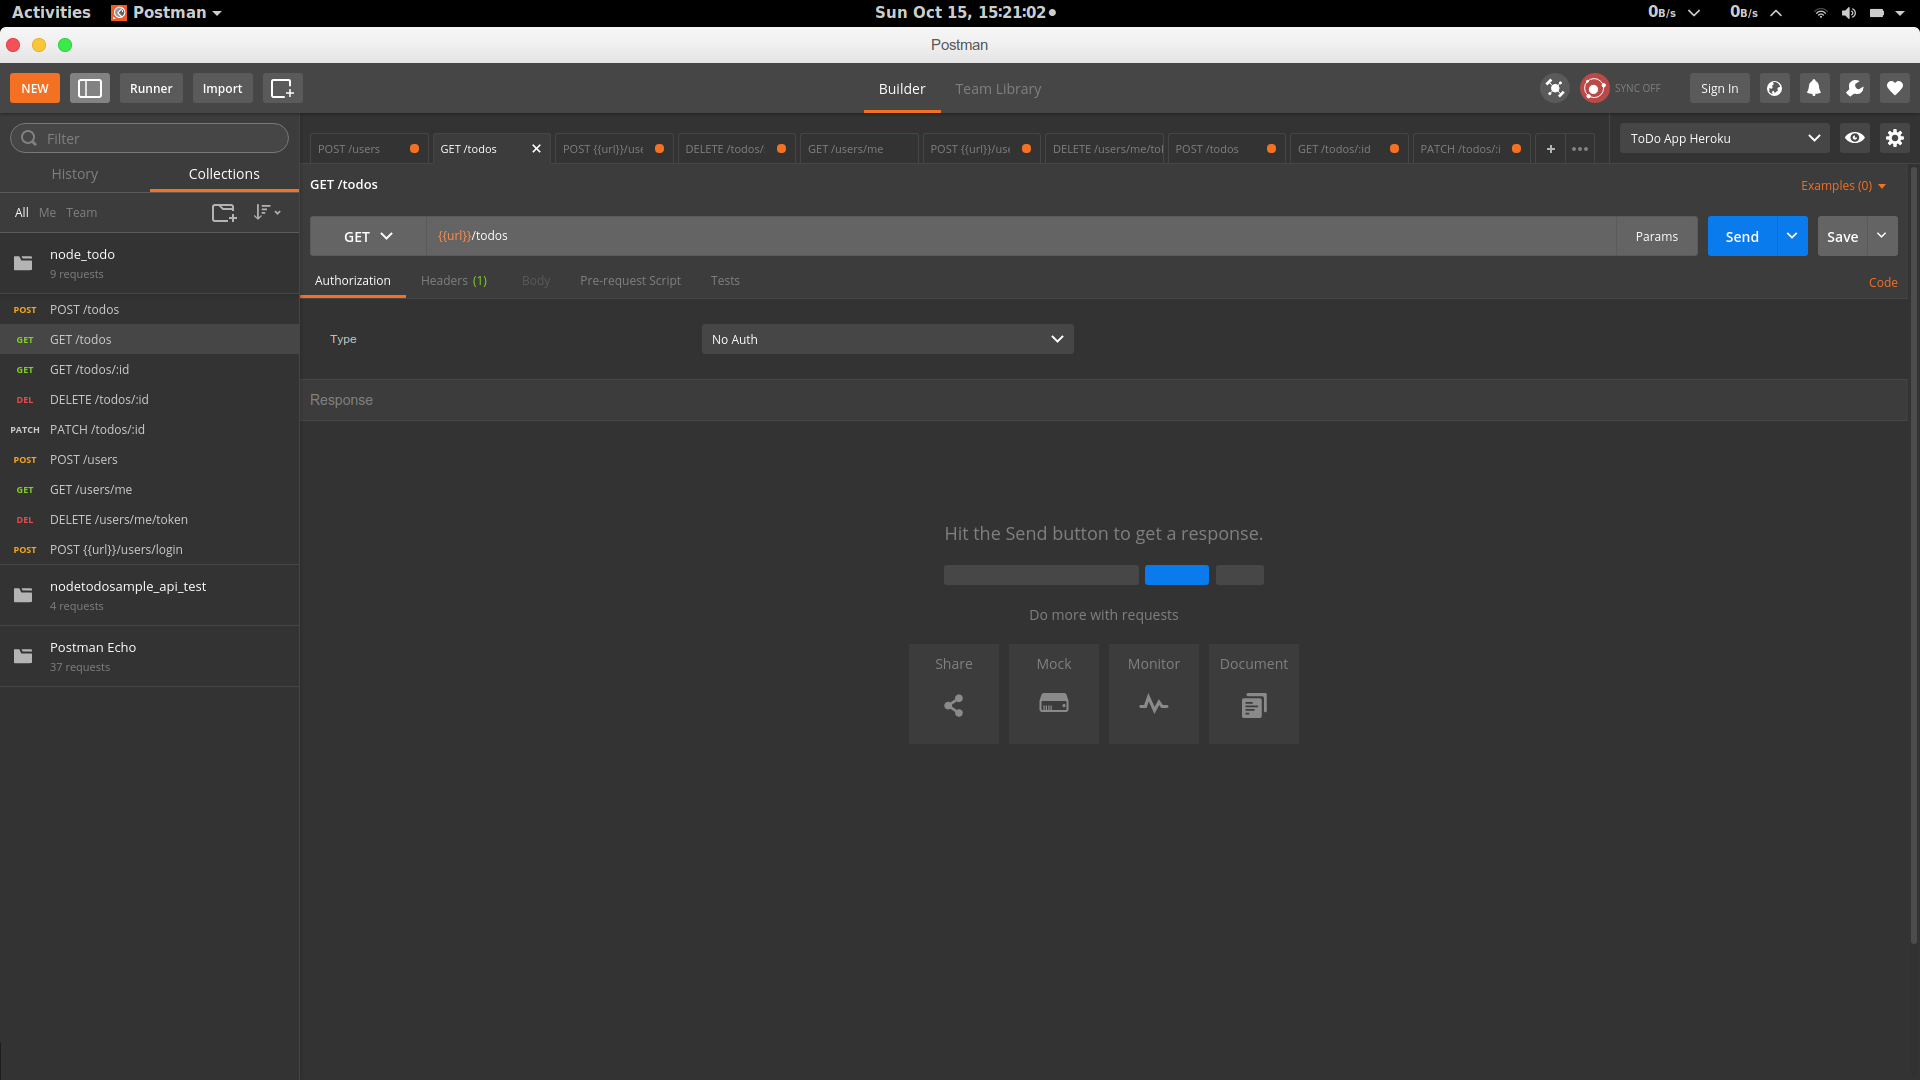 Activities Postman Sun Oct 15, 15:21:02 0B/s 0B/s
Postman
NEW Runner Import Builder Team Library SYNC OFF Sign In
Filter
History Collections
All Me Team
node_todo
9 requests
POST POST /todos
GET GET /todos
GET GET /todos/:id
DEL DELETE /todos/:id
PATCH PATCH /todos/:id
POST POST /users
GET GET /users/me
DEL DELETE /users/me/token
POST POST {{url}}/users/login
nodetodosample_api_test
4 requests
Postman Echo
37 requests
POST /users GET /todos POST {{url}}/use DELETE /todos/: GET /users/me POST {{url}}/use DELETE /users/me/to POST /todos GET /todos/:id PATCH /todos/:i ToDo App Heroku
GET /todos Examples (0)
GET {{url}}/todos Params Send Save
Authorization Headers (1) Body Pre-request Script Tests Code
Type No Auth
Response
Hit the Send button to get a response.
Do more with requests
Share Mock Monitor Document